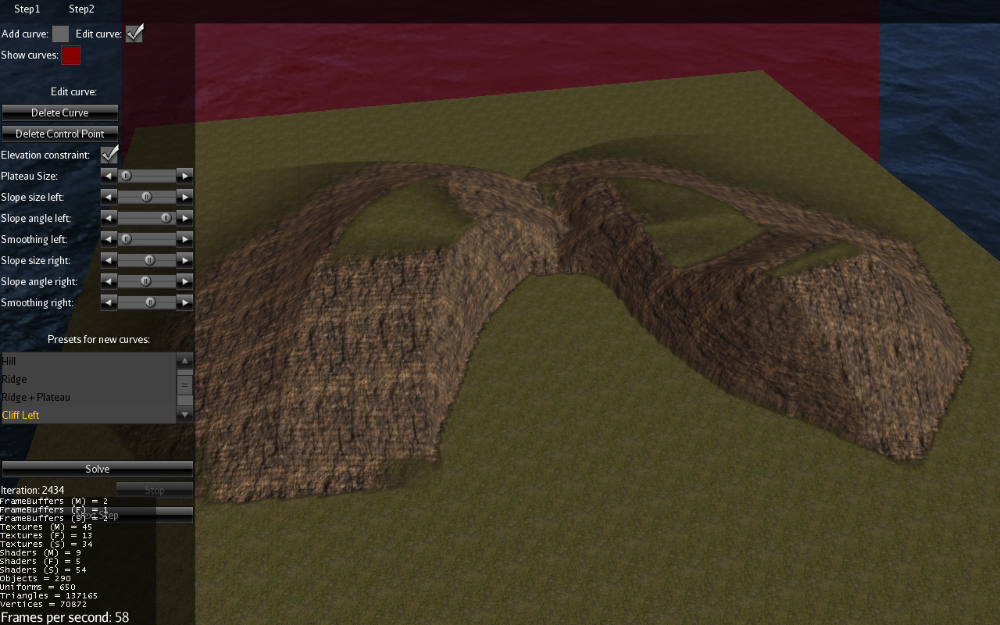 Step1 Step2
Add curve: Edit curve:
Show curves:
Edit curve:
Delete Curve
Delete Control Point
Elevation constraint:
Plateau Size:
Slope size left:
Slope angle left:
Smoothing left:
Slope size right:
Slope angle right:
Smoothing right:
Presets for new curves:
Hill
Ridge
Ridge + Plateau
Cliff Left
Solve
Iteration: 2434 Stop
FrameBuffers (M) = 2
FrameBuffers (F) = 1
FrameBuffers (S) = 2
Next Step
Textures (M) = 45
Textures (F) = 13
Textures (S) = 34
Shaders (M) = 9
Shaders (F) = 5
Shaders (S) = 54
Objects = 290
Uniforms = 650
Triangles = 137165
Vertices = 70872
Frames per second: 58